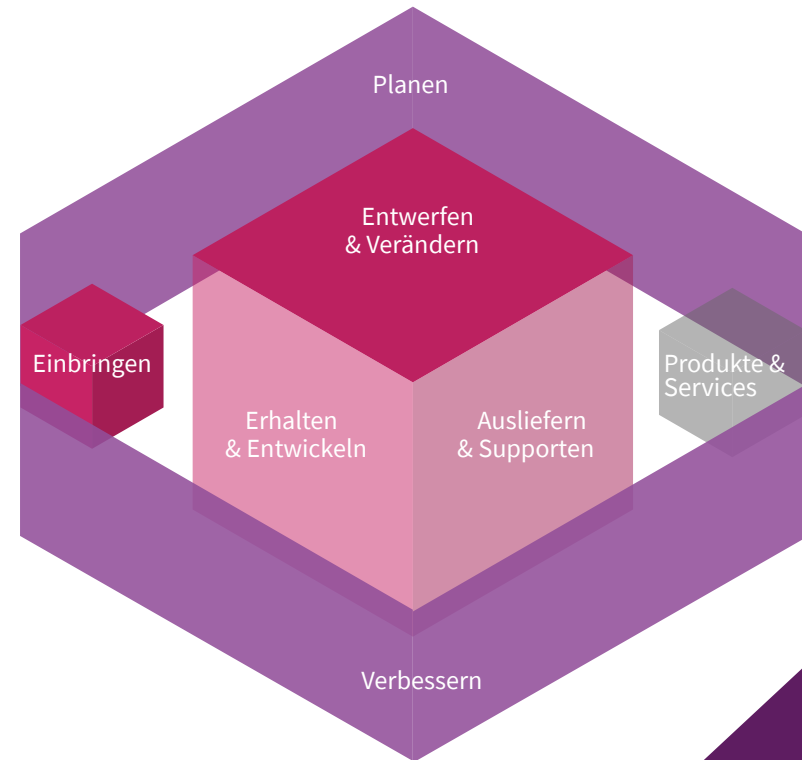 Planen
Entwerfen
& Verändern
Einbringen
Produkte &
Services
Erhalten
& Entwickeln
Ausliefern
& Supporten
Verbessern